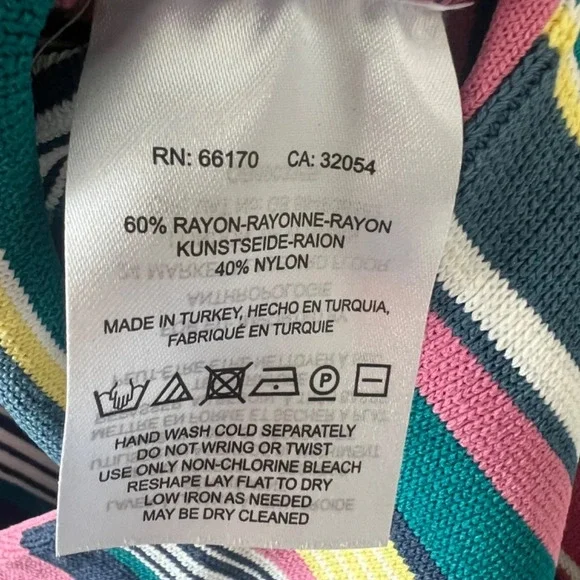 RN: 66170 CA: 32054
60% RAYON-RAYONNE-RAYON
KUNSTSEIDE-RAION
40% NYLON
MADE IN TURKEY, HECHO EN TURQUIA,
FABRIQUÉ EN TURQUIE
P
HAND WASH COLD SEPARATELY
DO NOT WRING OR TWIST
USE ONLY NON-CHLORINE BLEACH
RESHAPE LAY FLAT TO DRY
LOW IRON AS NEEDED
MAY BE DRY CLEANED